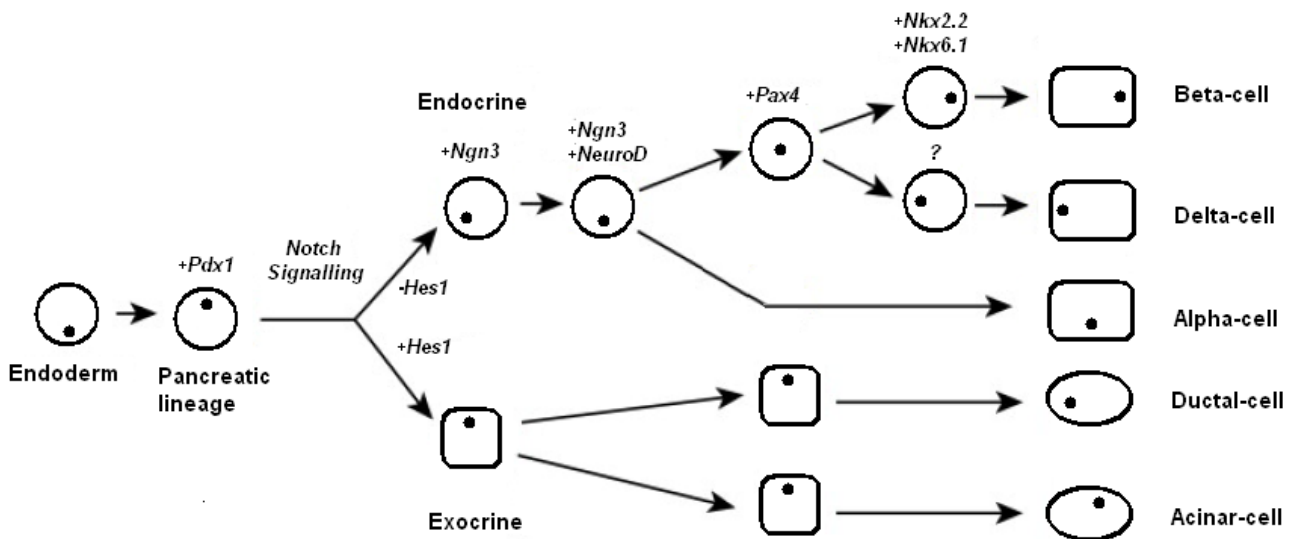 +Nkx2.2
+Nkx6.1
Beta-cell
Endocrine
+Pax4
+Ngn3
+Ngn3
+NeuroD
?
Delta-cell
Notch
Signalling
+Pdx1
-Hes1
Alpha-cell
+Hes1
Endoderm
Pancreatic
lineage
Ductal-cell
Exocrine
Acinar-cell